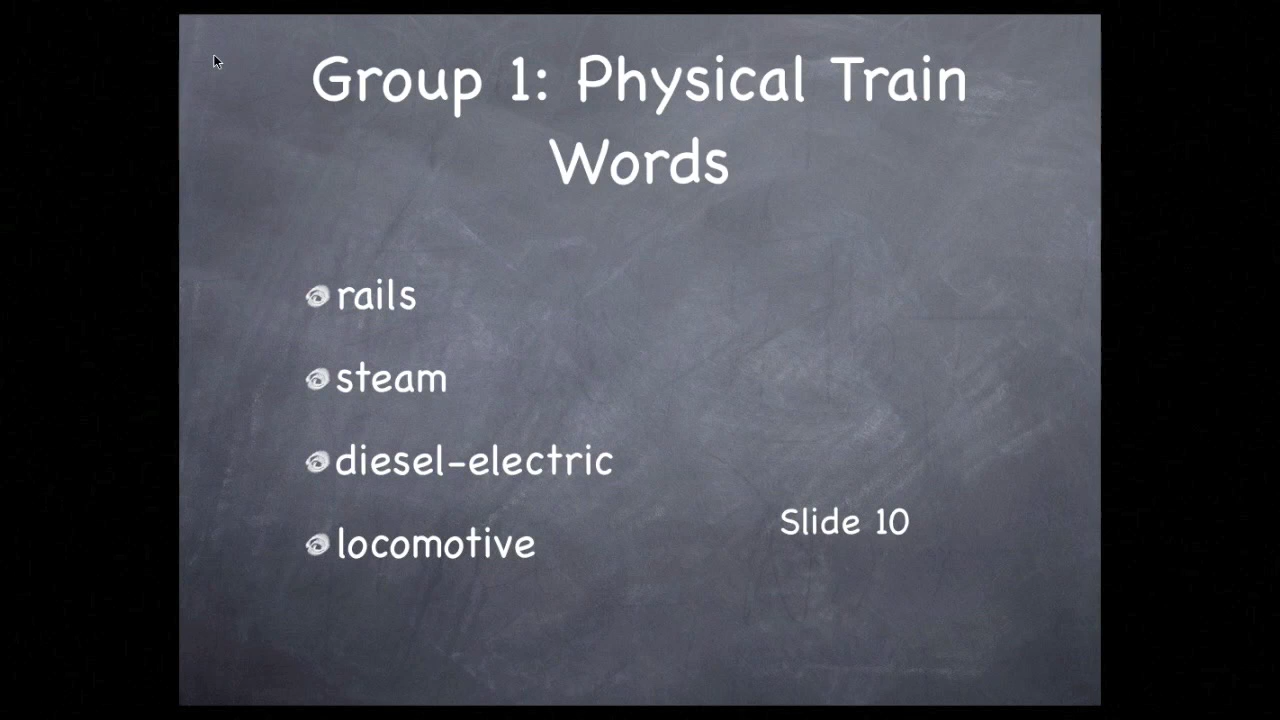 Group 1: Physical Train
Words
rails
steam
diesel-electric
locomotive
Slide 10